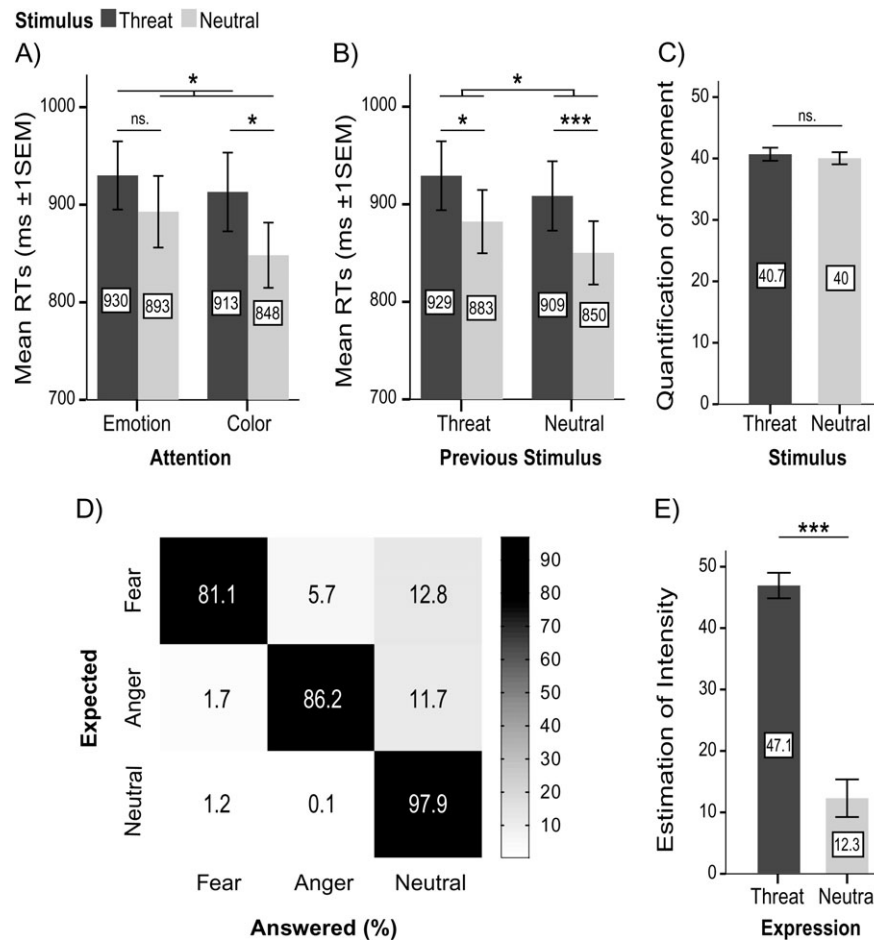 Stimulus Threat Neutral
A)
*
ns.
*
Mean RTs (ms ±1SEM)
1000
900
800
700
930
893
913
848
Emotion Color
Attention
B)
*
*
***
Mean RTs (ms ±1SEM)
1000
900
800
700
929
883
909
850
Threat Neutral
Previous Stimulus
C)
ns.
Quantification of movement
50
40
30
20
10
0
40.7
40
Threat Neutral
Stimulus
D)
Expected
Fear
81.1 5.7 12.8
Anger
1.7 86.2 11.7
Neutral
1.2 0.1 97.9
Fear Anger Neutral
Answered (%)
90
80
70
60
50
40
30
20
10
E)
***
Estimation of Intensity
50
40
30
20
10
0
47.1
12.3
Threat Neutra
Expression